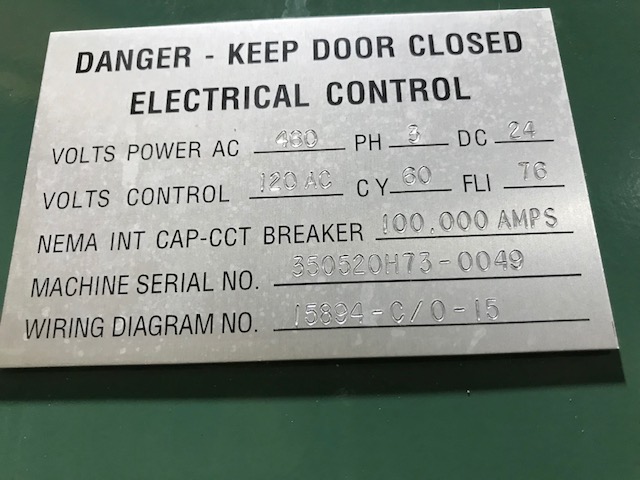 DANGER - KEEP DOOR CLOSED
ELECTRICAL CONTROL
VOLTS POWER AC 480 PH 3 DC 24
VOLTS CONTROL 120 AC CY 60 FLI 76
NEMA INT CAP-CCT BREAKER 100,000 AMPS
MACHINE SERIAL NO. 350520H73-0049
WIRING DIAGRAM NO. 15894-C/0-15